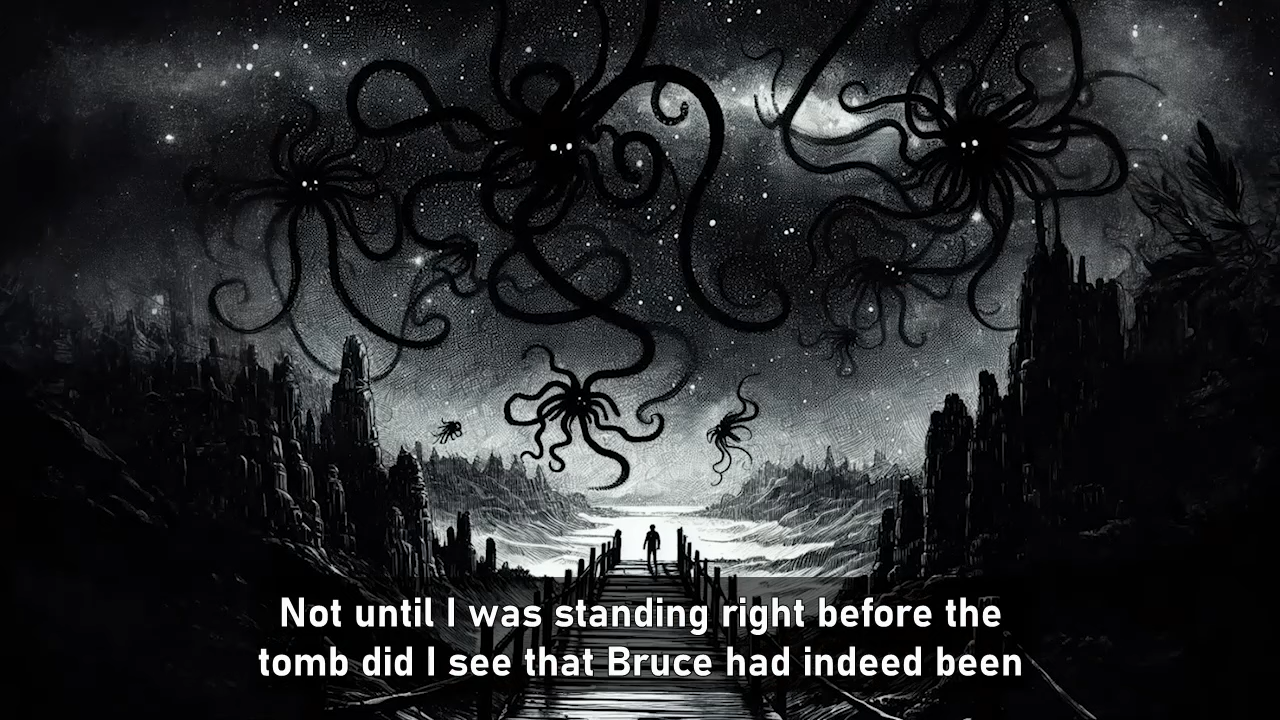 Not until I was standing right before the
tomb did I see that Bruce had indeed been